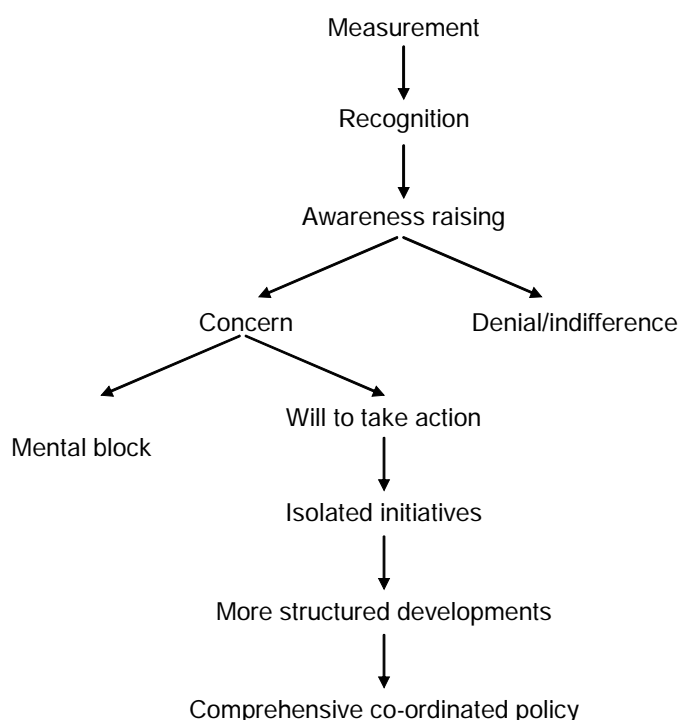 Measurement
Recognition
Awareness raising
Concern
Denial/indifference
Will to take action
Mental block
Isolated initiatives
More structured developments
Comprehensive co-ordinated policy